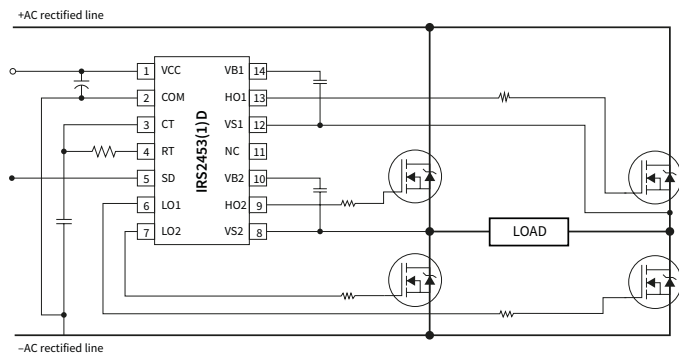 +AC rectified line
1 VCC VB1 14
2 COM HO1 13
3 CT VS1 12
4 RT NC 11
5 SD VB2 10
6 LO1 HO2 9
7 LO2 VS2 8
IRS2453(1)D
LOAD
–AC rectified line